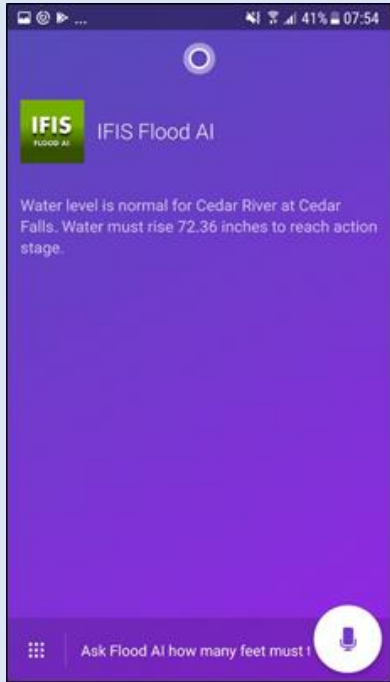 ... 41% 07:54
IFIS
FLOOD AI
IFIS Flood AI
Water level is normal for Cedar River at Cedar
Falls. Water must rise 72.36 inches to reach action
stage.
Ask Flood AI how many feet must